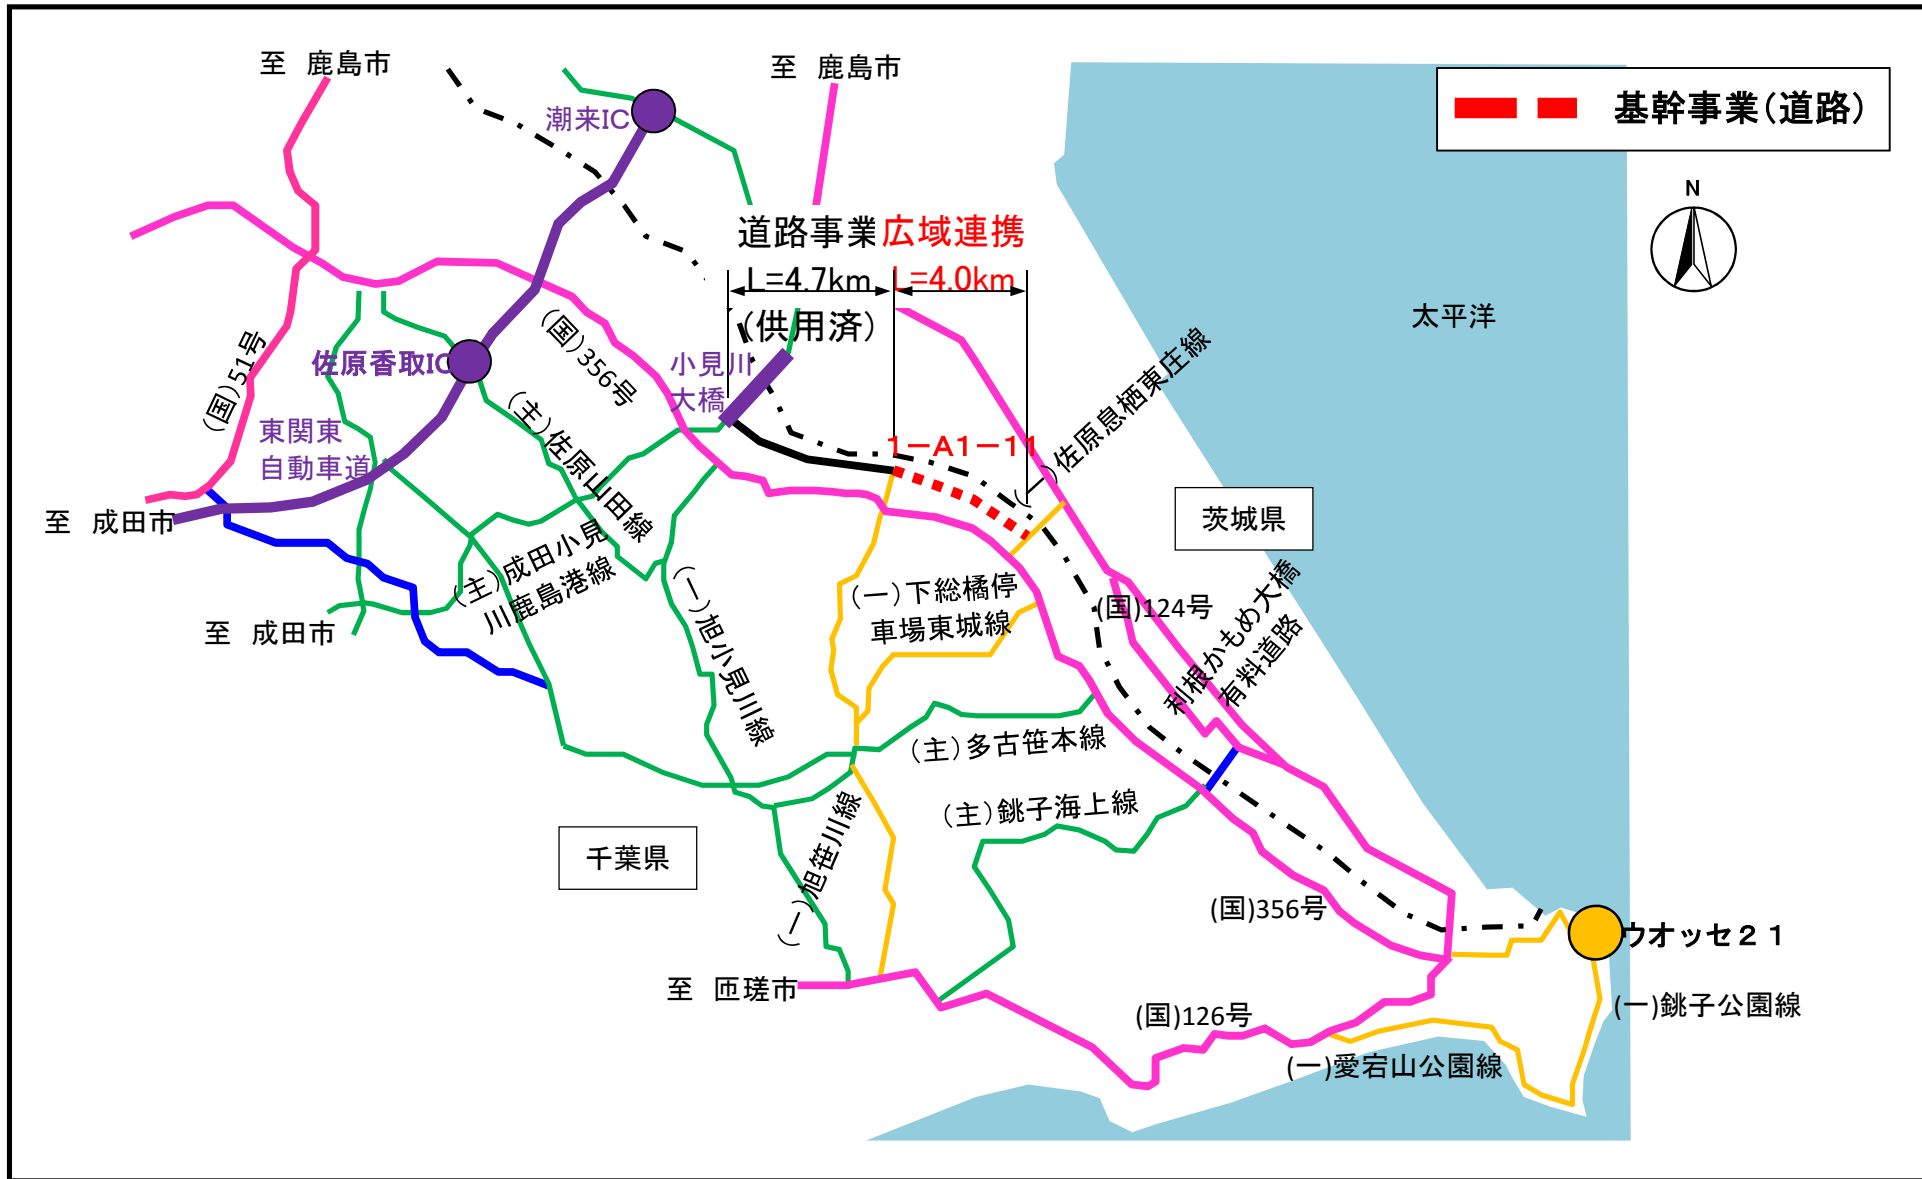 至 鹿島市
至 鹿島市
潮来IC
基幹事業(道路)
N
道路事業 広域連携
L=4.7km L=4.0km
(供用済)
太平洋
(国)51号
佐原香取IC
(国)356号
小見川
大橋
(主)佐原山田線
東関東
自動車道
1-A1-11
(一)佐原息栖東庄線
至 成田市
茨城県
(主)成田小見
川鹿島港線
(一)旭小見川線
(一)下総橘停
車場東城線
(国)124号
利根かもめ大橋
有料道路
至 成田市
(主)多古笹本線
(主)銚子海上線
千葉県
(一)旭笹川線
(国)356号
ウオッセ21
至 匝瑳市
(国)126号
(一)銚子公園線
(一)愛宕山公園線